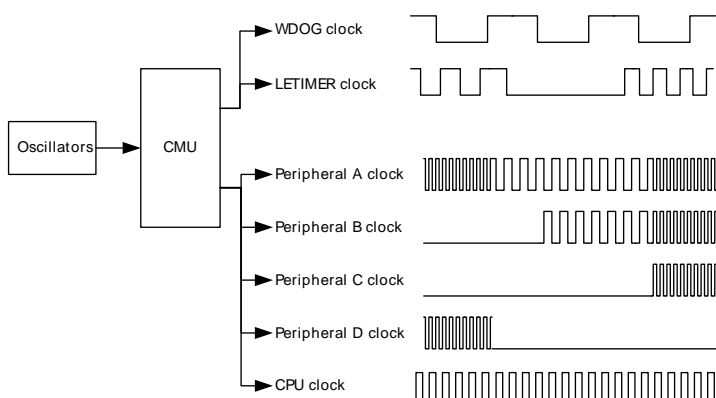 WDOG clock
LETIMER clock
Oscillators
CMU
Peripheral A clock
Peripheral B clock
Peripheral C clock
Peripheral D clock
CPU clock